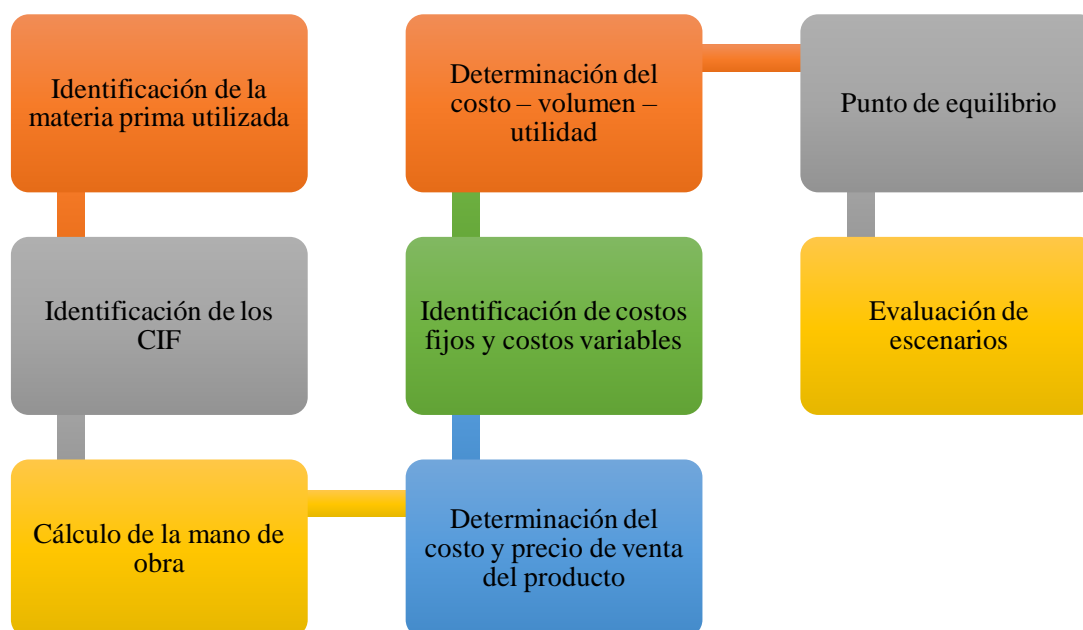 Identificación de la
materia prima utilizada
Identificación de los
CIF
Cálculo de la mano de
obra
Determinación del
costo y precio de venta
del producto
Identificación de costos
fijos y costos variables
Determinación del
costo – volumen –
utilidad
Punto de equilibrio
Evaluación de
escenarios